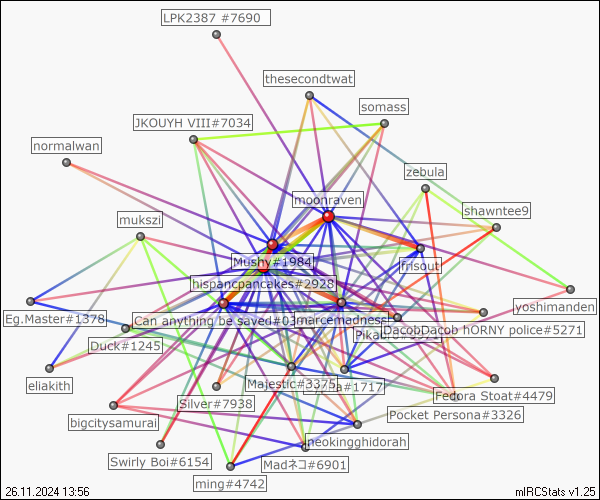 LPK2387 #7690
thesecondtwat
somass
JKOUYH VIII#7034
normalwan
zebula
moonraven
shawntee9
mukszi
Mushy#1984
frisout
hispancpancakes#2928
yoshimanden
Eg.Master#1378
Can anything be saved#03
marcemadness
DacobDacob hORNY police#5271
Duck#1245
eliakith
Majestic#3375
#1717
Fedora Stoat#4479
Silver#7938
Pocket Persona#3326
bigcitysamurai
neokingghidorah
Swirly Boi#6154
Madネコ#6901
ming#4742
26.11.2024 13:56
mIRCStats v1.25